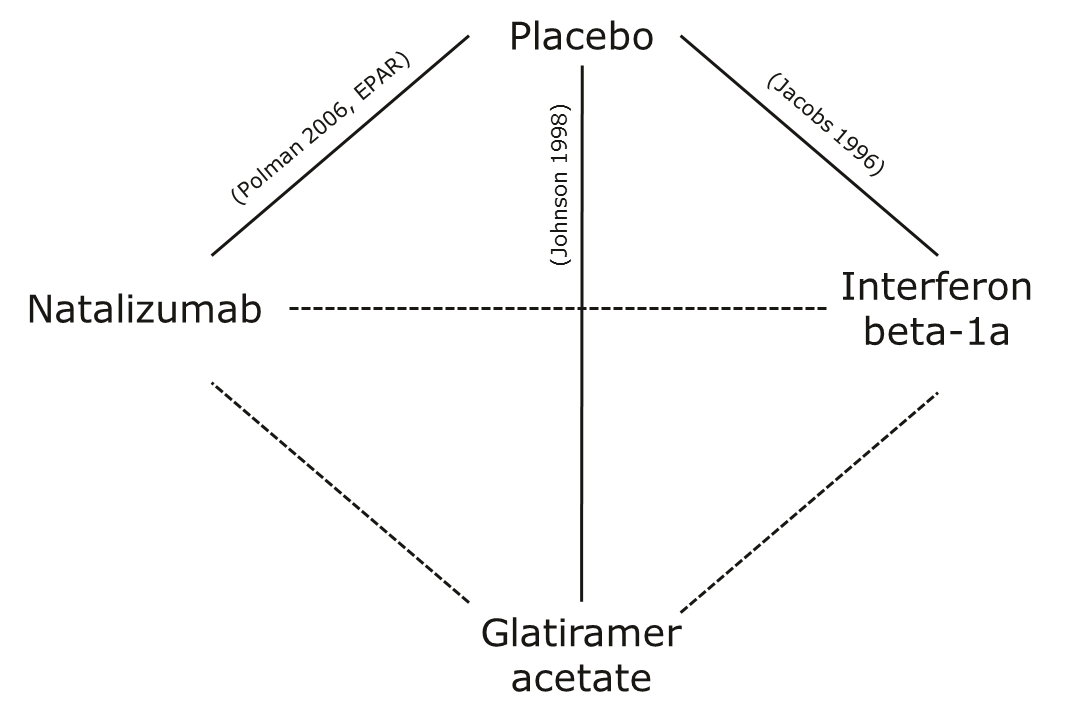 Placebo
(Polman 2006, EPAR)
(Johnson 1998)
(Jacobs 1996)
Natalizumab
Interferon
beta-1a
Glatiramer
acetate